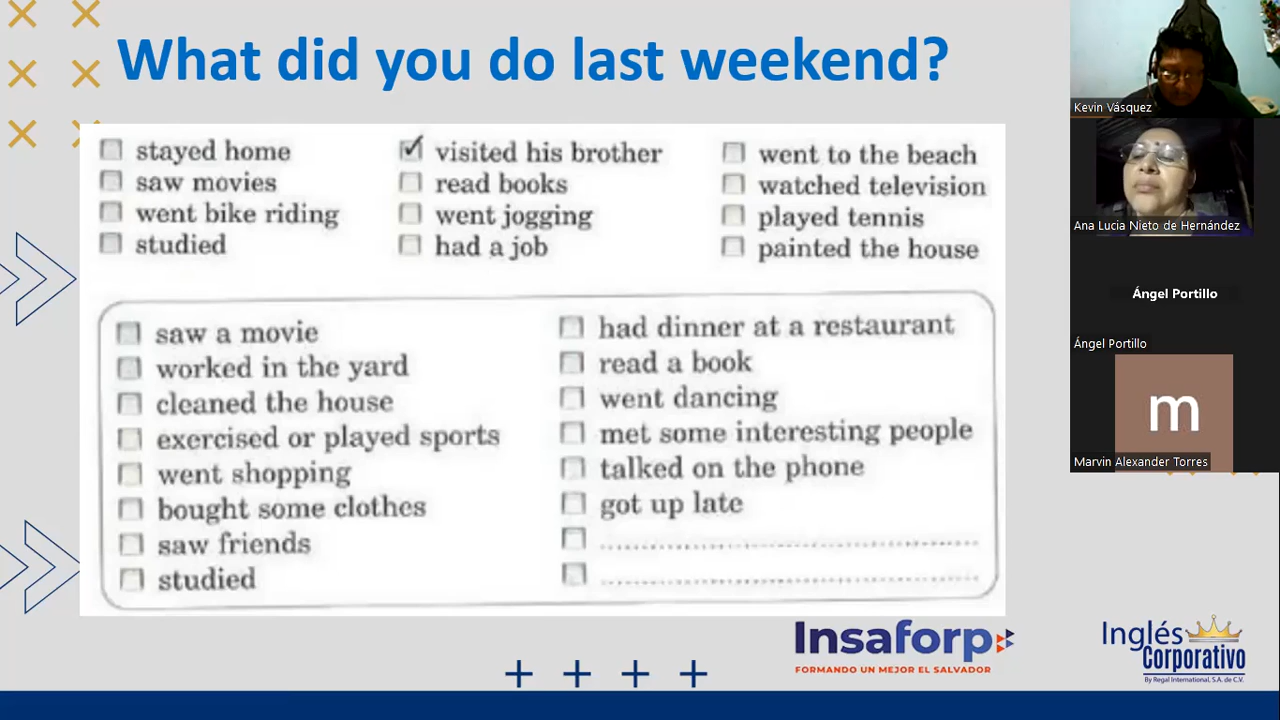 What did you do last weekend?
stayed home
saw movies
went bike riding
studied
visited his brother
read books
went jogging
had a job
went to the beach
watched television
played tennis
painted the house
saw a movie
worked in the yard
cleaned the house
exercised or played sports
went shopping
bought some clothes
saw friends
studied
had dinner at a restaurant
read a book
went dancing
met some interesting people
talked on the phone
got up late
Kevin Vásquez
Ana Lucia Nieto de Hernández
Ángel Portillo
Ángel Portillo
m
Marvin Alexander Torres
Insaforp
FORMANDO UN MEJOR EL SALVADOR
Inglés
Corporativo
By Regal International, S.A. de C.V.